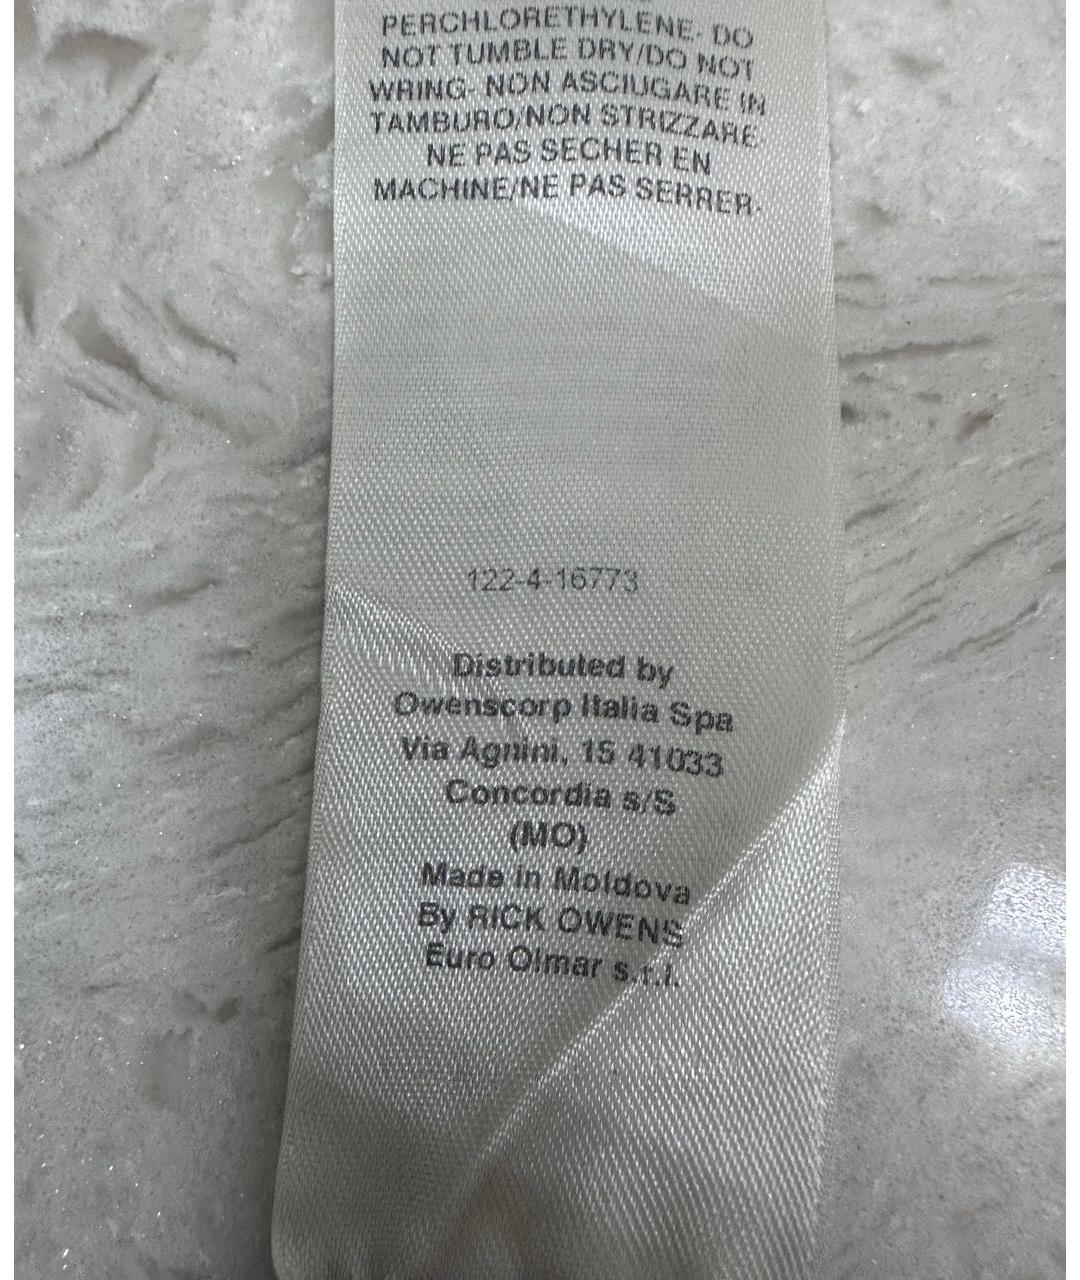 PERCHLORETHYLENE- DO
NOT TUMBLE DRY/DO NOT
WRING- NON ASCIUGARE IN
TAMBURO/NON STRIZZARE
NE PAS SECHER EN
MACHINE/NE PAS SERRER-
122-4-16773
Distributed by
Owenscorp Italia Spa
Via Agnini, 15 41033
Concordia s/S
(MO)
Made in Moldova
By RICK OWENS
Euro Olmar s.r.l.